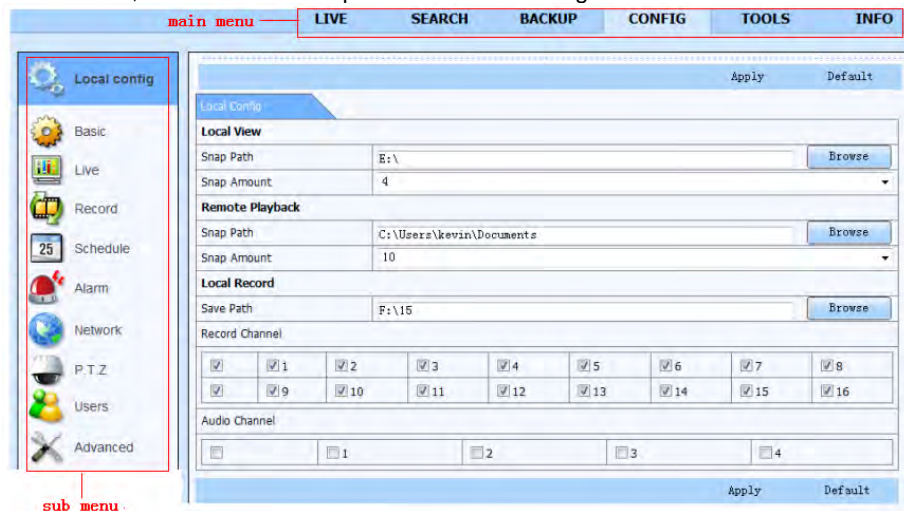 main menu LIVE SEARCH BACKUP CONFIG TOOLS INFO
Local config
Basic
Live
Record
25 Schedule
Alarm
Network
P.T.Z
Users
Advanced
sub menu
Apply Default
Local Config
Local View
Snap Path E:\ Browse
Snap Amount 4
Remote Playback
Snap Path C:\Users\kevin\Documents Browse
Snap Amount 10
Local Record
Save Path F:\15 Browse
Record Channel
1 2 3 4 5 6 7 8
9 10 11 12 13 14 15 16
Audio Channel
1 2 3 4
Apply Default